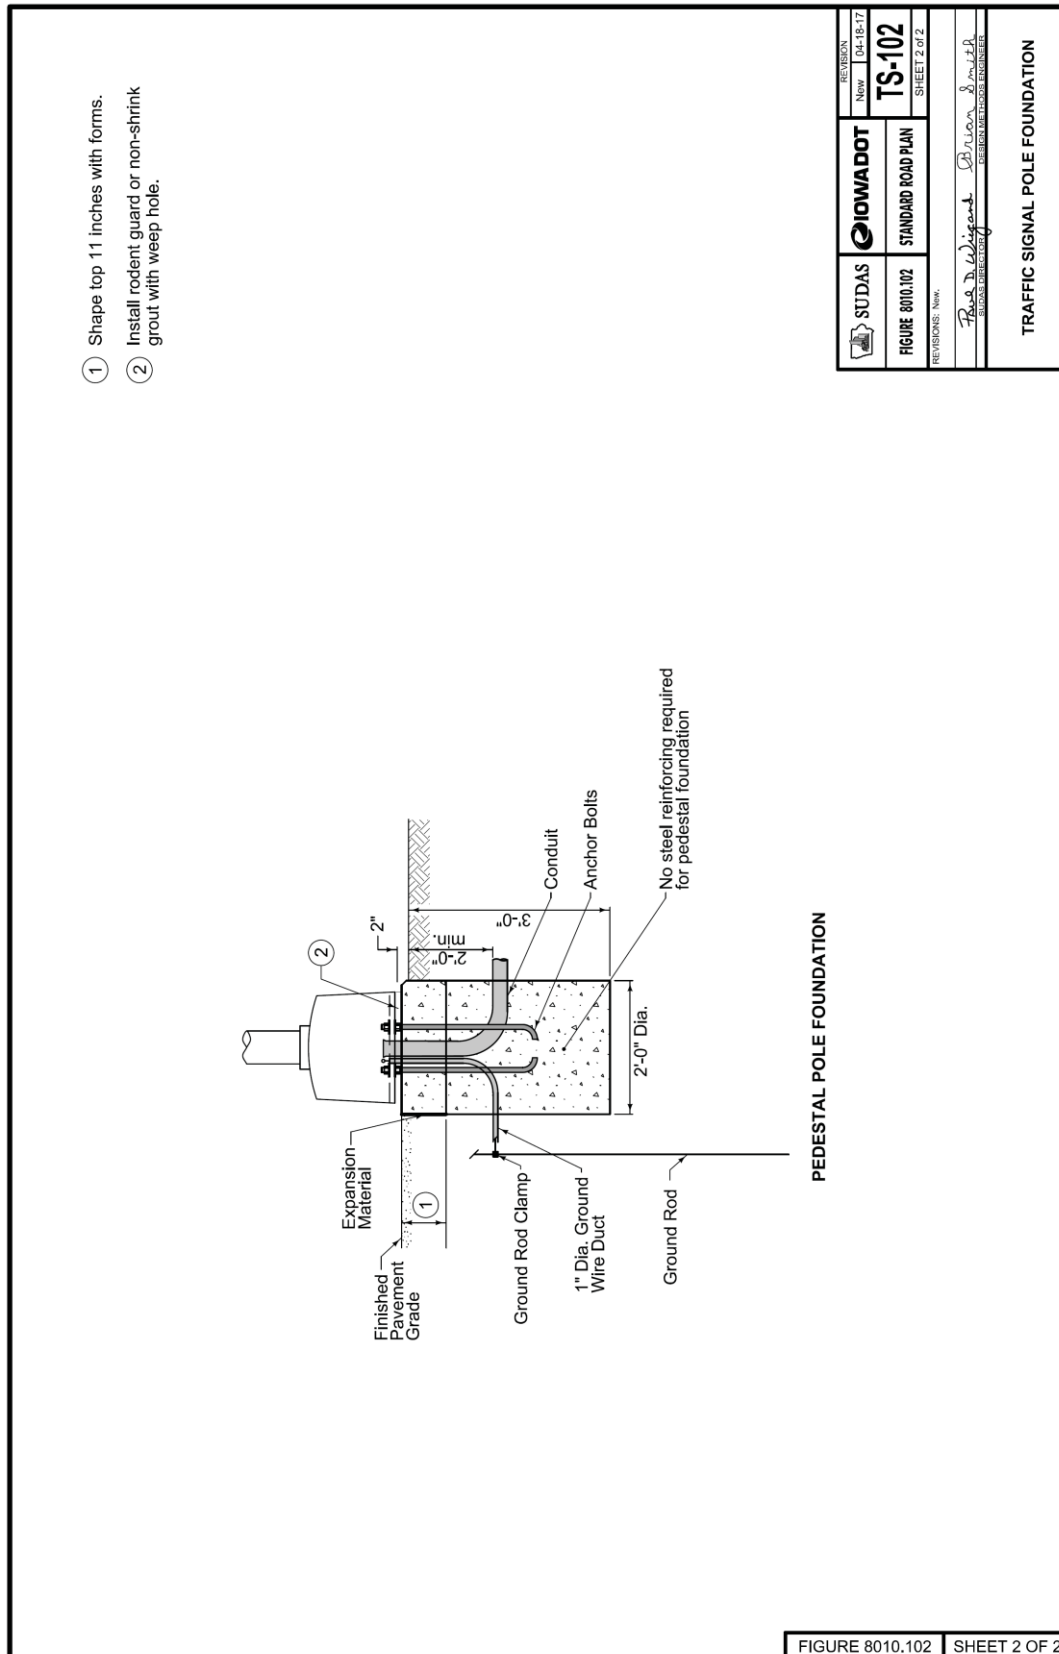 1 Shape top 11 inches with forms.
2 Install rodent guard or non-shrink
grout with weep hole.
2
2"
Expansion
Material
Finished
Pavement
Grade
1
2'-0"
min.
3'-0"
Conduit
Anchor Bolts
Ground Rod Clamp
1" Dia. Ground
Wire Duct
2'-0" Dia.
No steel reinforcing required
for pedestal foundation
Ground Rod
PEDESTAL POLE FOUNDATION
SUDAS
IOWADOT
REVISION
New 04-18-17
TS-102
SHEET 2 of 2
FIGURE 8010.102
STANDARD ROAD PLAN
REVISIONS: New.
Paul D. Wiegand
SUDAS DIRECTOR
Brian Smith
DESIGN METHODS ENGINEER
TRAFFIC SIGNAL POLE FOUNDATION
FIGURE 8010.102 SHEET 2 OF 2